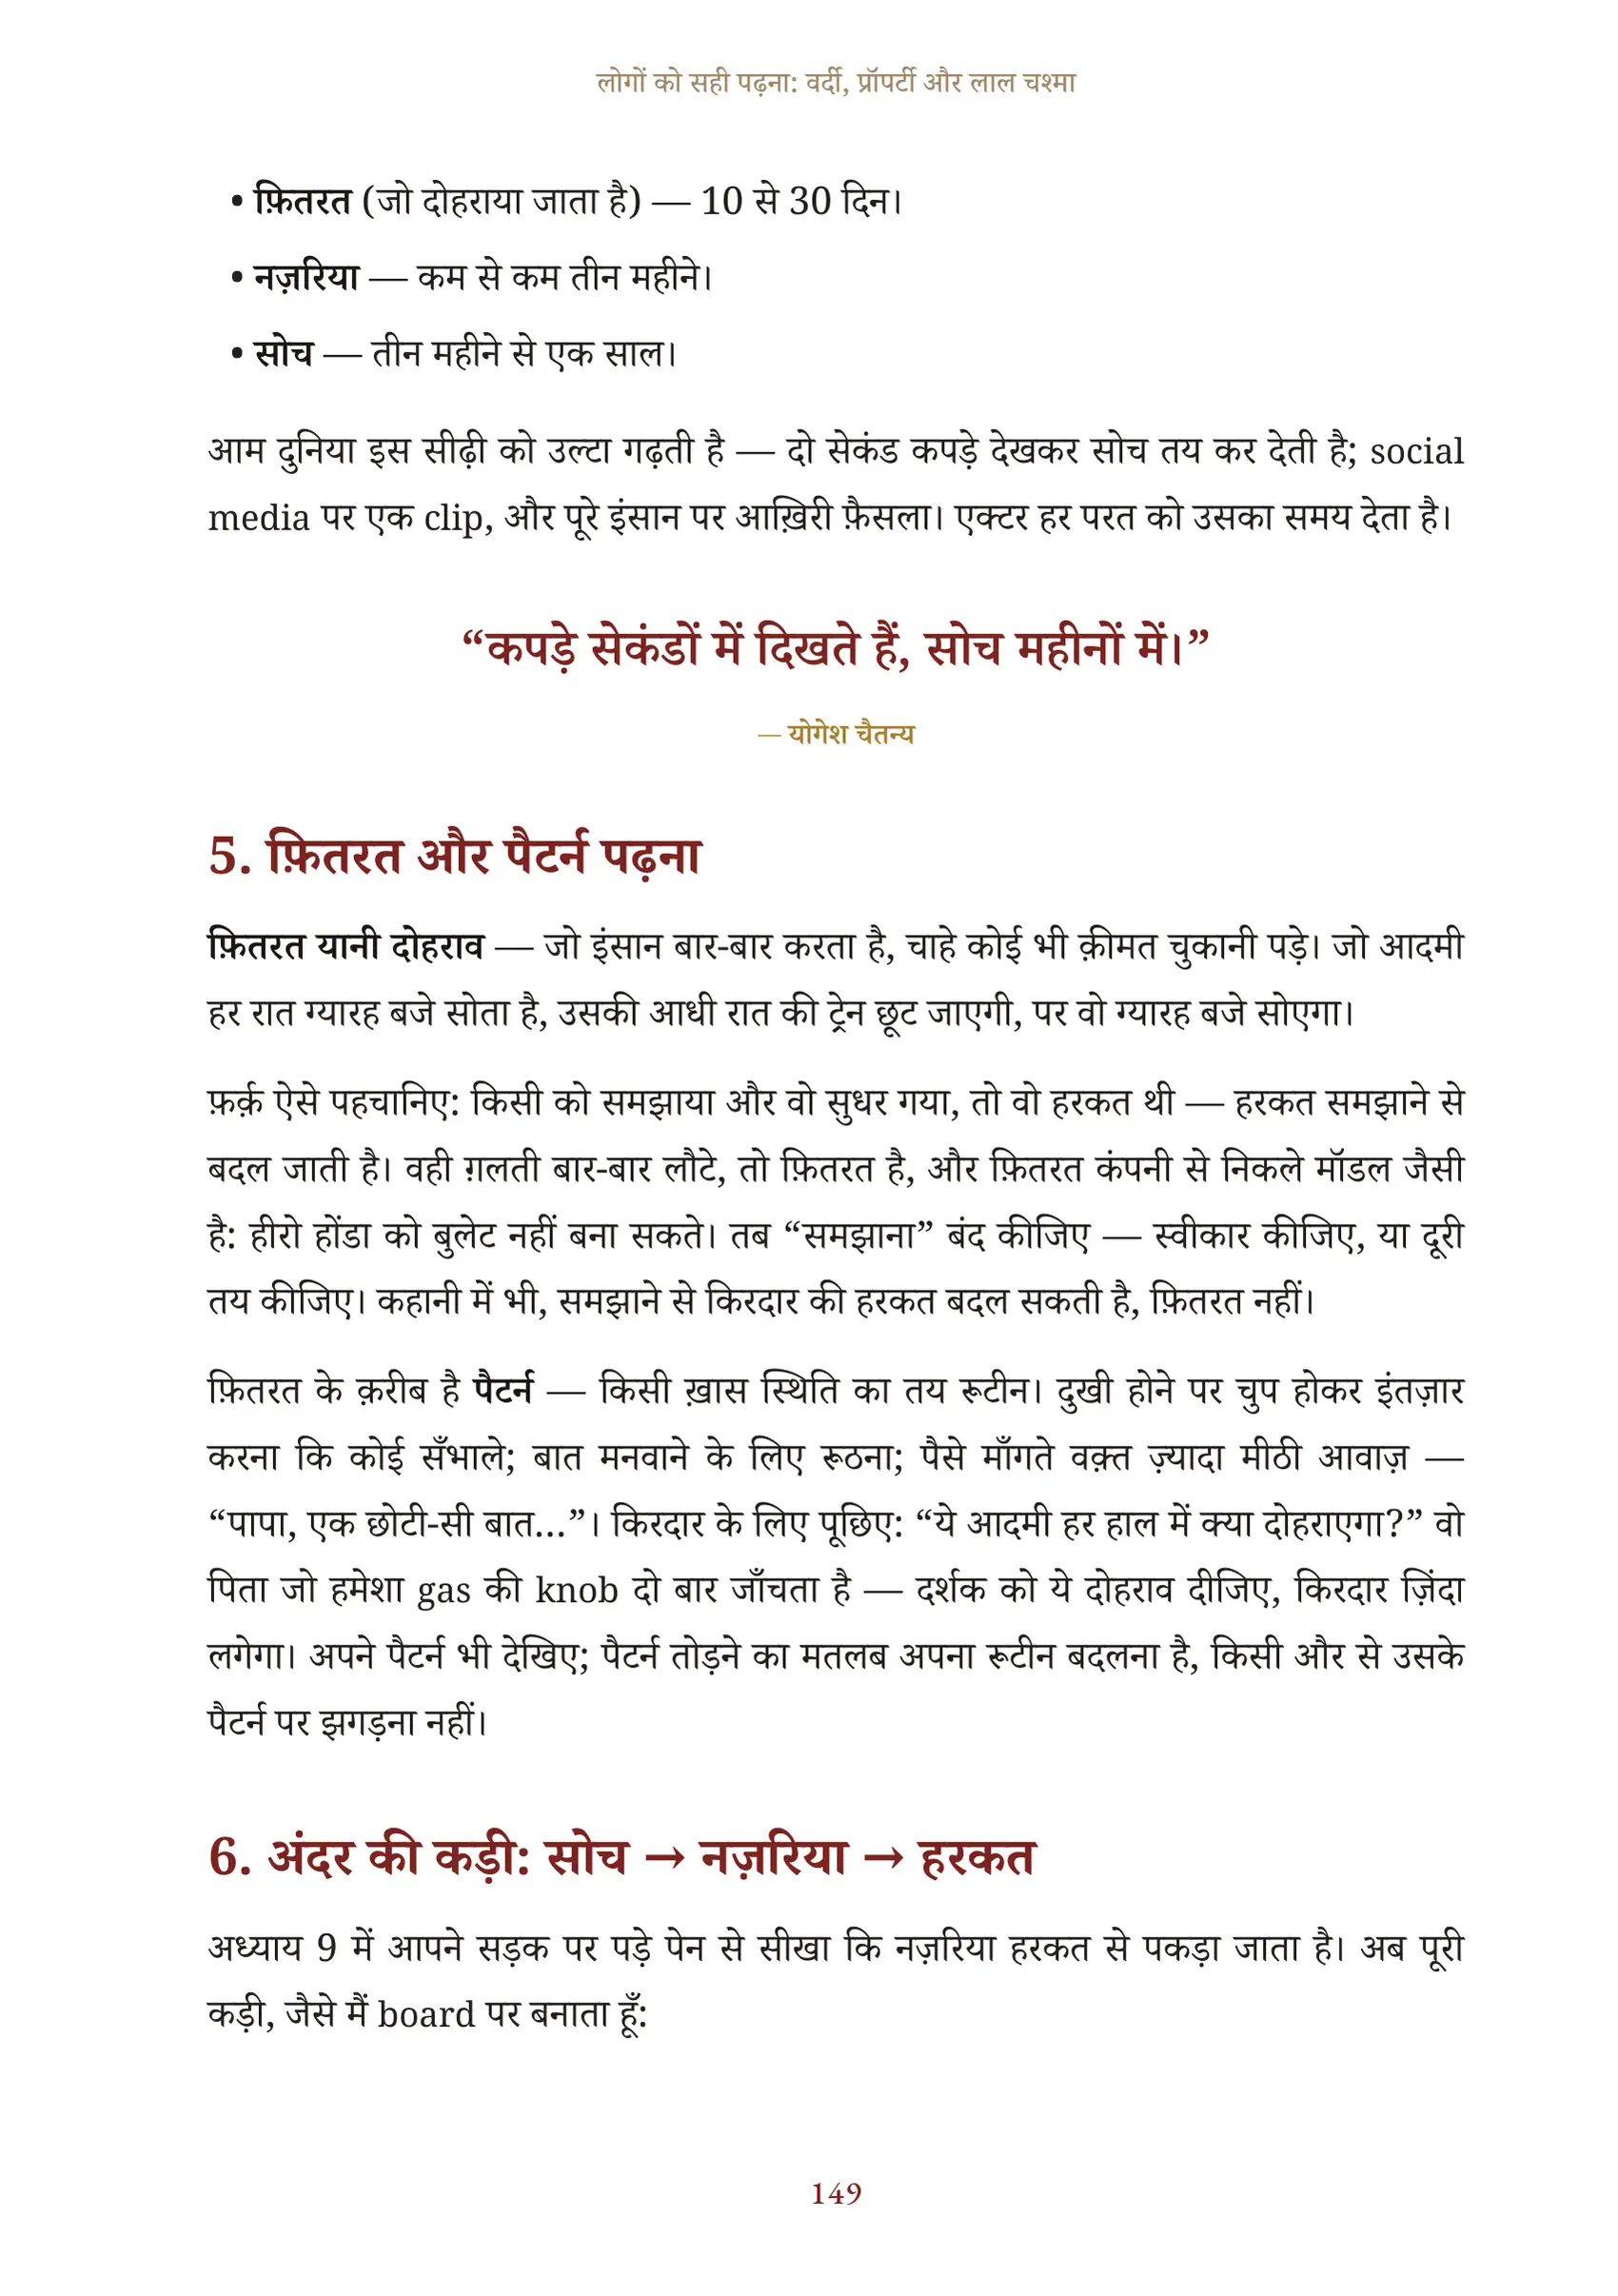 लोगों को सही पढ़ना: वर्दी, प्रॉपर्टी और लाल चश्मा
• फ़ितरत (जो दोहराया जाता है) — 10 से 30 दिन।
• नज़रिया — कम से कम तीन महीने।
• सोच — तीन महीने से एक साल।
आम दुनिया इस सीढ़ी को उल्टा गढ़ती है — दो सेकंड कपड़े देखकर सोच तय कर देती है; social
media पर एक clip, और पूरे इंसान पर आख़िरी फ़ैसला। एक्टर हर परत को उसका समय देता है।
“कपड़े सेकंडों में दिखते हैं, सोच महीनों में।”
— योगेश चैतन्य
5. फ़ितरत और पैटर्न पढ़ना
फ़ितरत यानी दोहराव — जो इंसान बार-बार करता है, चाहे कोई भी क़ीमत चुकानी पड़े। जो आदमी
हर रात ग्यारह बजे सोता है, उसकी आधी रात की ट्रेन छूट जाएगी, पर वो ग्यारह बजे सोएगा।
फ़र्क़ ऐसे पहचानिए: किसी को समझाया और वो सुधर गया, तो वो हरकत थी — हरकत समझाने से
बदल जाती है। वही ग़लती बार-बार लौटे, तो फ़ितरत है, और फ़ितरत कंपनी से निकले मॉडल जैसी
है: हीरो होंडा को बुलेट नहीं बना सकते। तब “समझाना” बंद कीजिए — स्वीकार कीजिए, या दूरी
तय कीजिए। कहानी में भी, समझाने से किरदार की हरकत बदल सकती है, फ़ितरत नहीं।
फ़ितरत के क़रीब है पैटर्न — किसी ख़ास स्थिति का तय रूटीन। दुखी होने पर चुप होकर इंतज़ार
करना कि कोई सँभाले; बात मनवाने के लिए रूठना; पैसे माँगते वक़्त ज़्यादा मीठी आवाज़ —
“पापा, एक छोटी-सी बात…”। किरदार के लिए पूछिए: “ये आदमी हर हाल में क्या दोहराएगा?” वो
पिता जो हमेशा gas की knob दो बार जाँचता है — दर्शक को ये दोहराव दीजिए, किरदार ज़िंदा
लगेगा। अपने पैटर्न भी देखिए; पैटर्न तोड़ने का मतलब अपना रूटीन बदलना है, किसी और से उसके
पैटर्न पर झगड़ना नहीं।
6. अंदर की कड़ी: सोच → नज़रिया → हरकत
अध्याय 9 में आपने सड़क पर पड़े पेन से सीखा कि नज़रिया हरकत से पकड़ा जाता है। अब पूरी
कड़ी, जैसे मैं board पर बनाता हूँ:
149